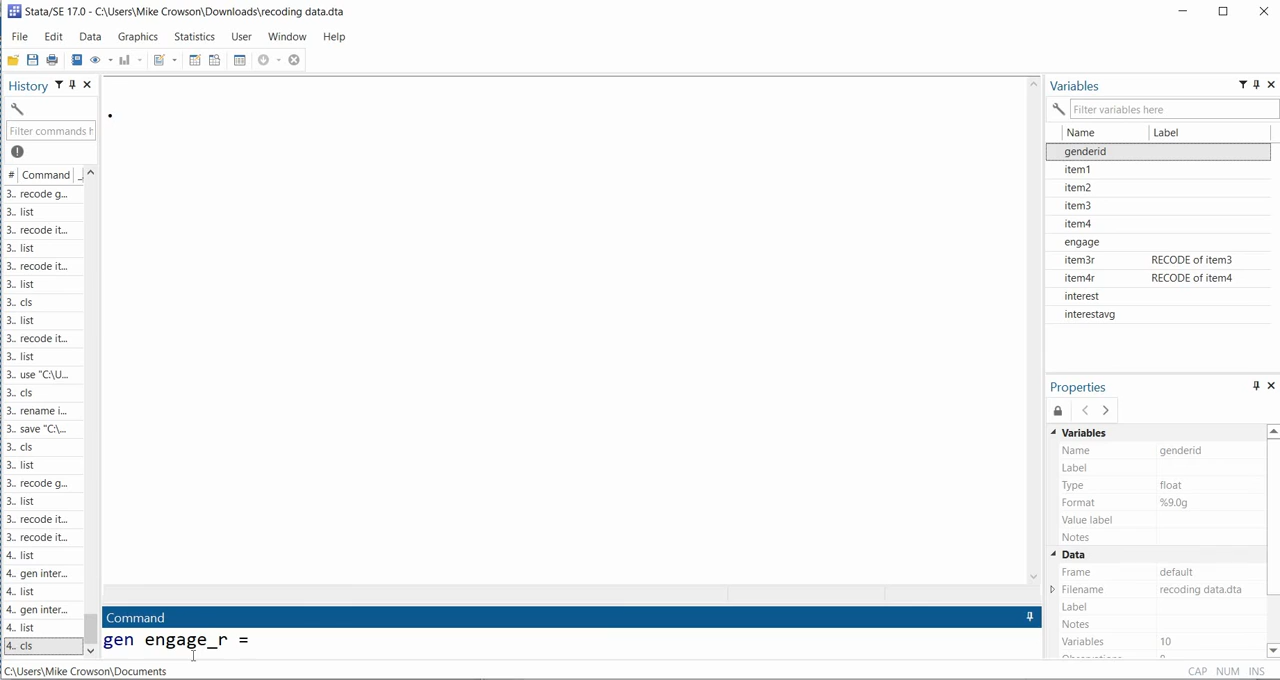 Stata/SE 17.0 - C:\Users\Mike Crowson\Downloads\recoding data.dta
File Edit Data Graphics Statistics User Window Help
History
Filter commands h
# Command _
3.. recode g...
3.. list
3.. recode it...
3.. list
3.. recode it...
3.. list
3.. cls
3.. list
3.. recode it...
3.. list
3.. use "C:\U...
3.. cls
3.. rename i...
3.. save "C:\...
3.. cls
3.. list
3.. recode g...
3.. list
3.. recode it...
3.. recode it...
4.. list
4.. gen inter...
4.. list
4.. gen inter...
4.. list
4.. cls
.
Command
gen engage_r =
Variables
Filter variables here
Name Label
genderid
item1
item2
item3
item4
engage
item3r RECODE of item3
item4r RECODE of item4
interest
interestavg
Properties
Variables
Name genderid
Label
Type float
Format %9.0g
Value label
Notes
Data
Frame default
Filename recoding data.dta
Label
Notes
Variables 10
C:\Users\Mike Crowson\Documents
CAP NUM INS